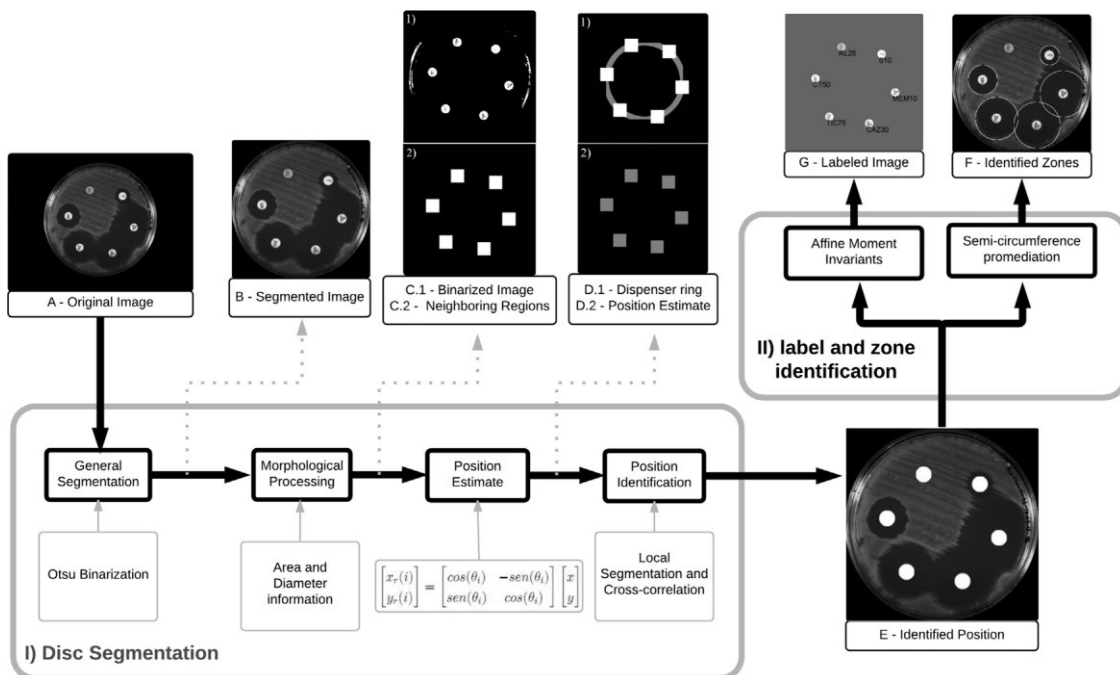 1)
2)
1)
2)
AL25
S10
CT50
MEM10
TIC75
CAZ30
A - Original Image
B - Segmented Image
C.1 - Binarized Image
C.2 - Neighboring Regions
D.1 - Dispenser ring
D.2 - Position Estimate
G - Labeled Image
F - Identified Zones
Affine Moment
Invariants
Semi-circumference
promediation
II) label and zone
identification
General
Segmentation
Morphological
Processing
Position
Estimate
Position
Identification
Otsu Binarization
Area and
Diameter
information
[x_r(i)] = [cos(θ_i) −sen(θ_i)] [x]
[y_r(i)] [sen(θ_i) cos(θ_i)] [y]
Local
Segmentation and
Cross-correlation
E - Identified Position
I) Disc Segmentation